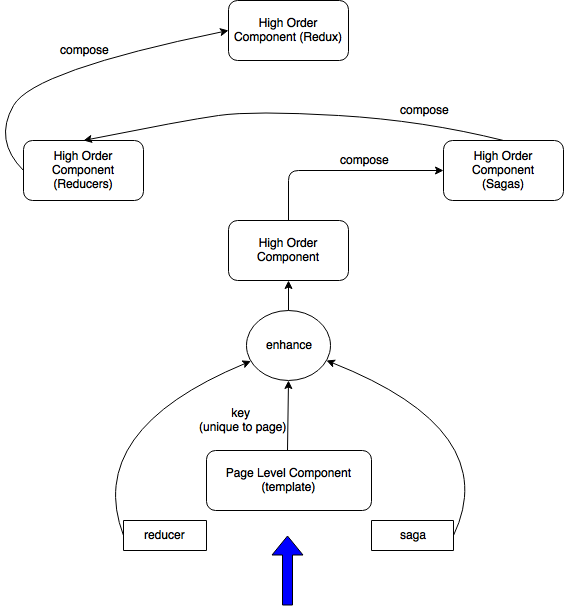 High Order
Component (Redux)
compose
compose
High Order
Component
(Reducers)
compose
High Order
Component
(Sagas)
High Order
Component
enhance
key
(unique to page)
Page Level Component
(template)
reducer
saga